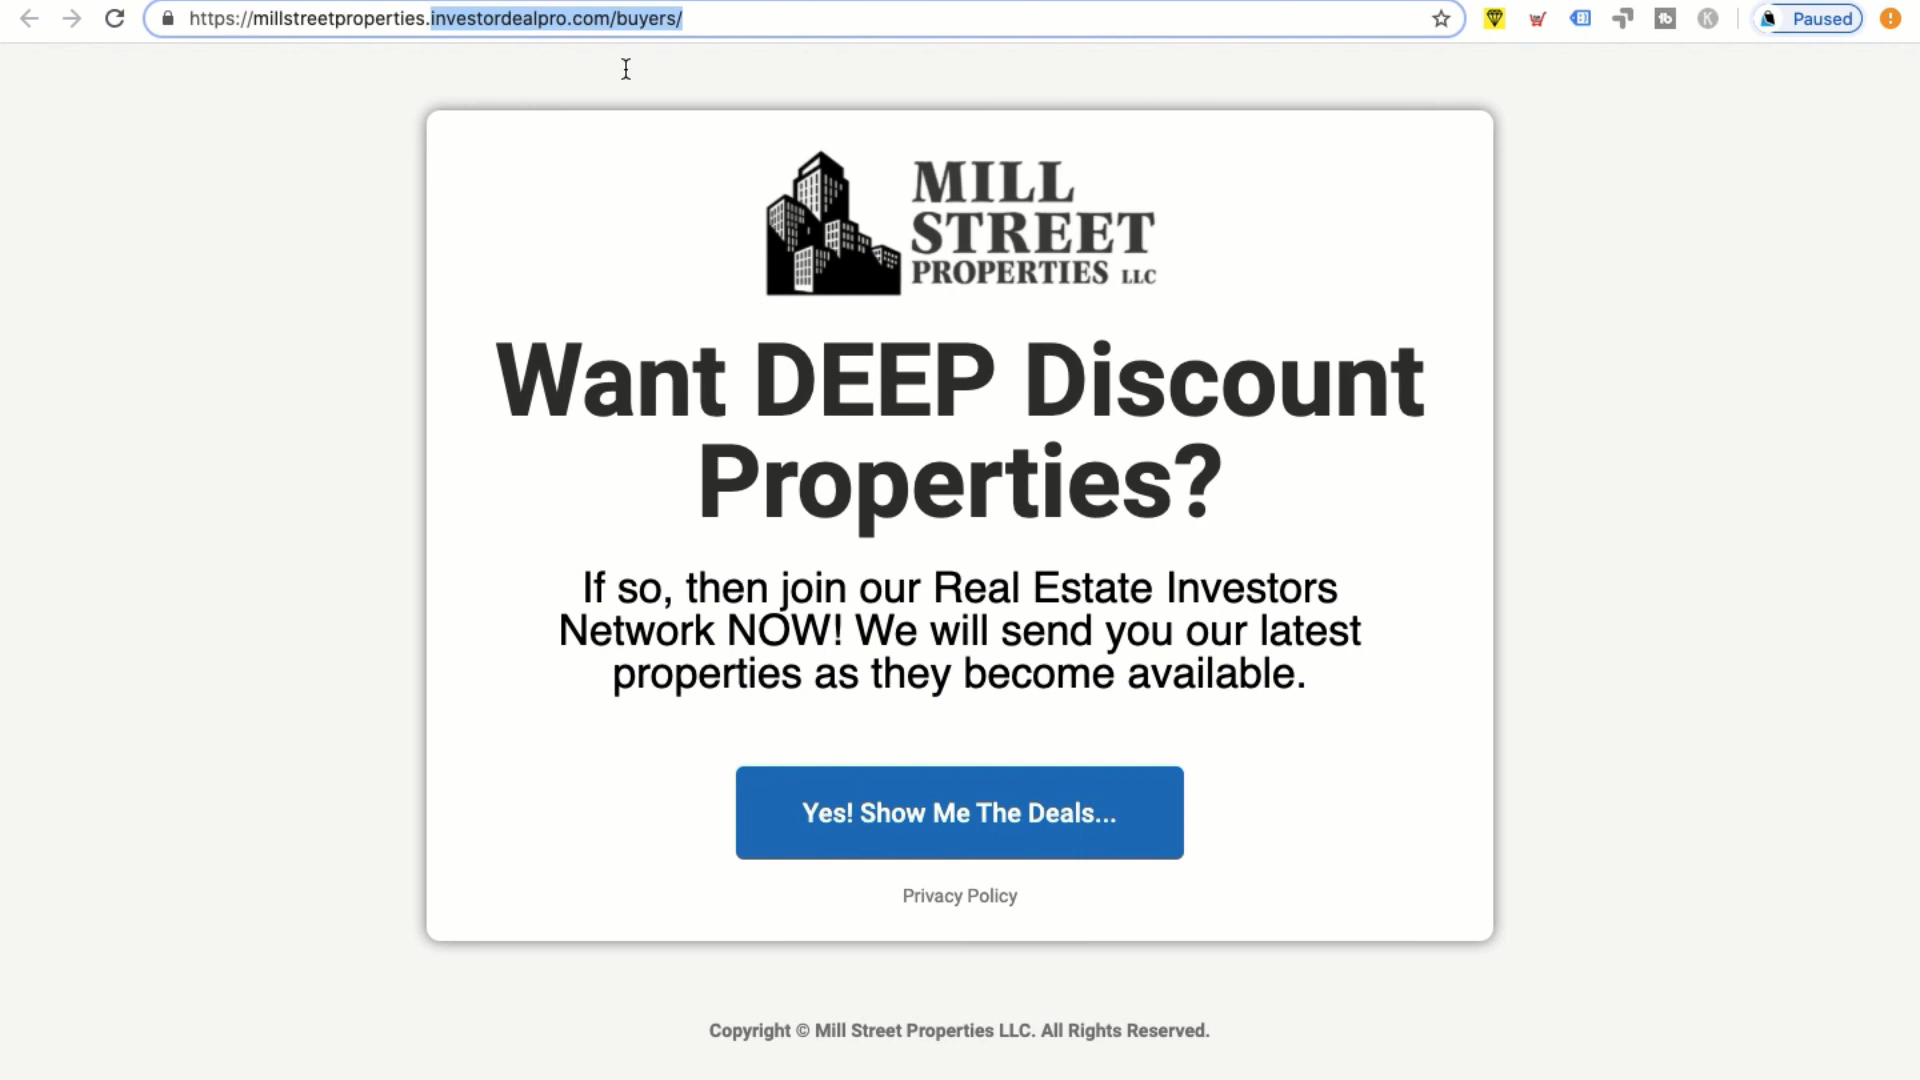 https://millstreetproperties.investordealpro.com/buyers/
Paused
MILL
STREET
PROPERTIES LLC
Want DEEP Discount
Properties?
If so, then join our Real Estate Investors
Network NOW! We will send you our latest
properties as they become available.
Yes! Show Me The Deals...
Privacy Policy
Copyright © Mill Street Properties LLC. All Rights Reserved.